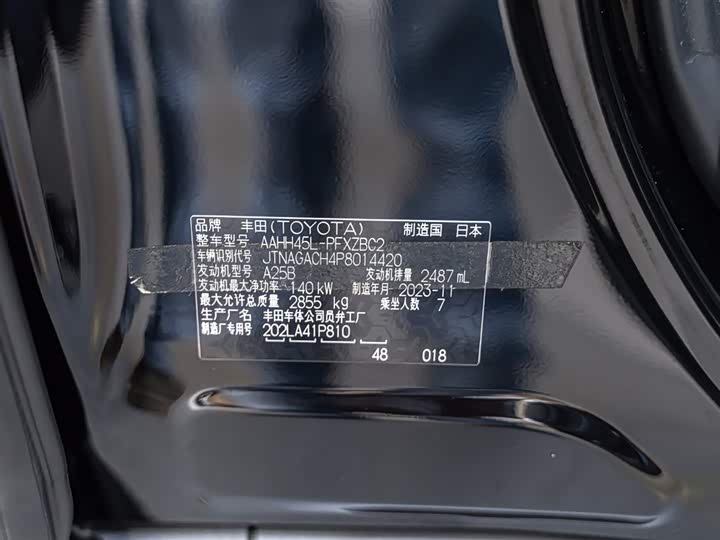 品牌 丰田(TOYOTA) 制造国 日本
整车型号 AAHH45L-PFXZBC2
车辆识别代号 JTNAGACH4P8014420
发动机型号 A25B 发动机排量 2487 mL
发动机最大净功率 140 kW 制造年月 2023-11
最大允许总质量 2855 kg 乘坐人数 7
生产厂名 丰田车体公司员弁工厂
制造厂专用号 202LA41P810
48 018